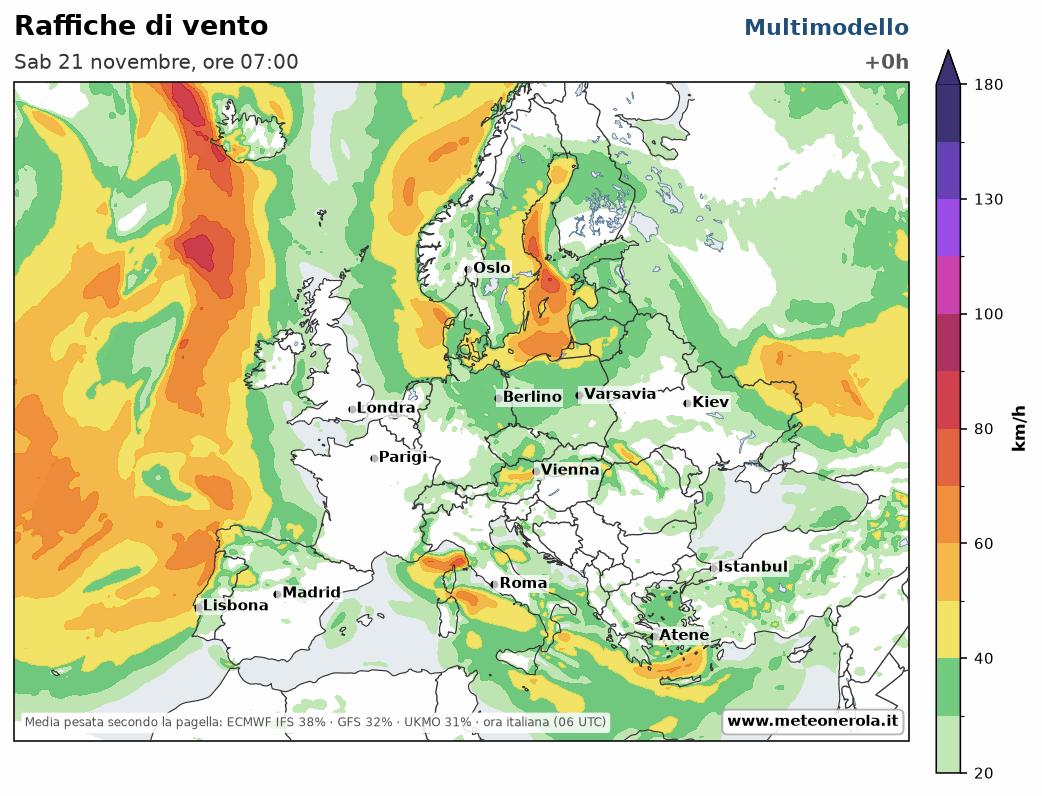 Raffiche di vento
Multimodello
Sab 21 novembre, ore 07:00
+0h
180
130
100
80
60
40
20
km/h
Oslo
Berlino
Varsavia
Kiev
Londra
Parigi
Vienna
Istanbul
Roma
Madrid
Lisbona
Atene
Media pesata secondo la pagella: ECMWF IFS 38% · GFS 32% · UKMO 31% · ora italiana (06 UTC)
www.meteonerola.it